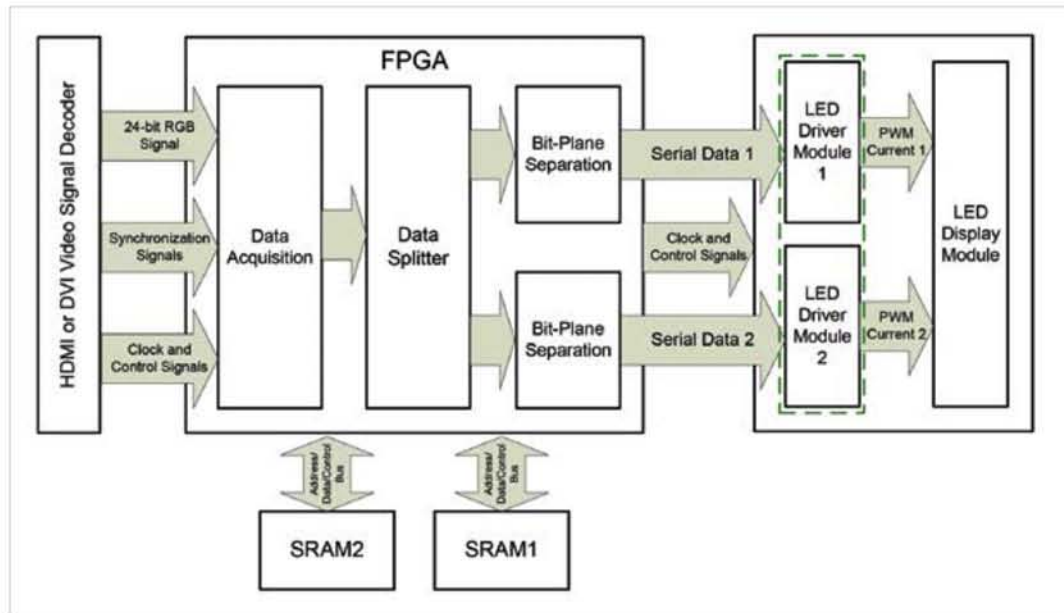 HDMI or DVI Video Signal Decoder
24-bit RGB
Signal
Synchronization
Signals
Clock and
Control Signals
FPGA
Data
Acquisition
Data
Splitter
Bit-Plane
Separation
Bit-Plane
Separation
Serial Data 1
Clock and
Control Signals
Serial Data 2
LED
Driver
Module
1
LED
Driver
Module
2
PWM
Current 1
PWM
Current 2
LED
Display
Module
Address/
Data/Control
Bus
Address/
Data/Control
Bus
SRAM2
SRAM1